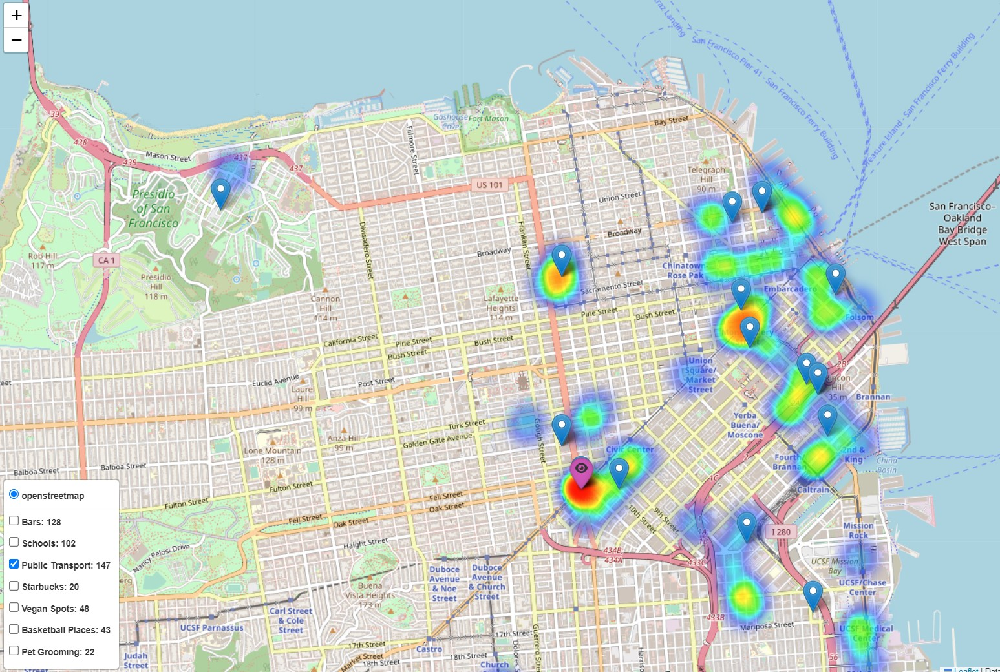 +
−
39
438
438
Mason Street
437
437
Presidio
of San
Francisco
Rob Hill
117 m
CA 1
Presidio
Hill
118 m
Gashouse
Cove
Fort Mason
Fillmore Street
US 101
Bay Street
Telegraph
Hill
90 m
Union Street
Broadway
Broadway
Franklin Street
Divisadero Street
Chinatown
Rose Pak
San Francisco Pier 41 - San Francisco Ferry Building
Treasure Island - San Francisco Ferry Building
San Francisco–
Oakland
Bay Bridge
West Span
Cannon
Hill
114 m
Lafayette
Heights
114 m
Sacramento Street
Embarcadero
Folsom
Pine Street
Bush Street
California Street
Pine Street
Bush Street
Bush Street
Union
Square/
Market
Street
2B
35 m
Brannan
Euclid Avenue
Post Street
Laurel
Hill
99 m
Yerba
Buena/
Moscone
Turk Street
Golden Gate Avenue
Gough Street
Anza Hill
99 m
Lone Mountain
128 m
Civic Center
2nd &
King
Fourth
Brannan
2
China
Basin
Balboa Street
Balboa Street
1C
Caltrain
Fulton Street
Fulton Street
Fell Street
Oak Street
Fell Street
Oak Street
10th Street
9th Street
1A
1B
I 280
Mission
Rock
Haight Street
434B
434A
433C
UCSF Mission
Bay
Nancy Pelosi Drive
Duboce
Avenue
& Noe
Street
Duboce
Avenue
& Church
Street
Buena
Vista Heights
173 m
UCSF/Chase
Center
Carl Street
& Cole
Street
433B
Mariposa Street
UCSF Parnassus
UCSF Medical
Center
17th Street
17th Street
Castro
Judah
Street
18th Street
18th Street
Market Street
Church
Dolores S
Guerrero Stree
Harris
56
openstreetmap
Bars: 128
Schools: 102
Public Transport: 147
Starbucks: 20
Vegan Spots: 48
Basketball Places: 43
Pet Grooming: 22
Leaflet | Data